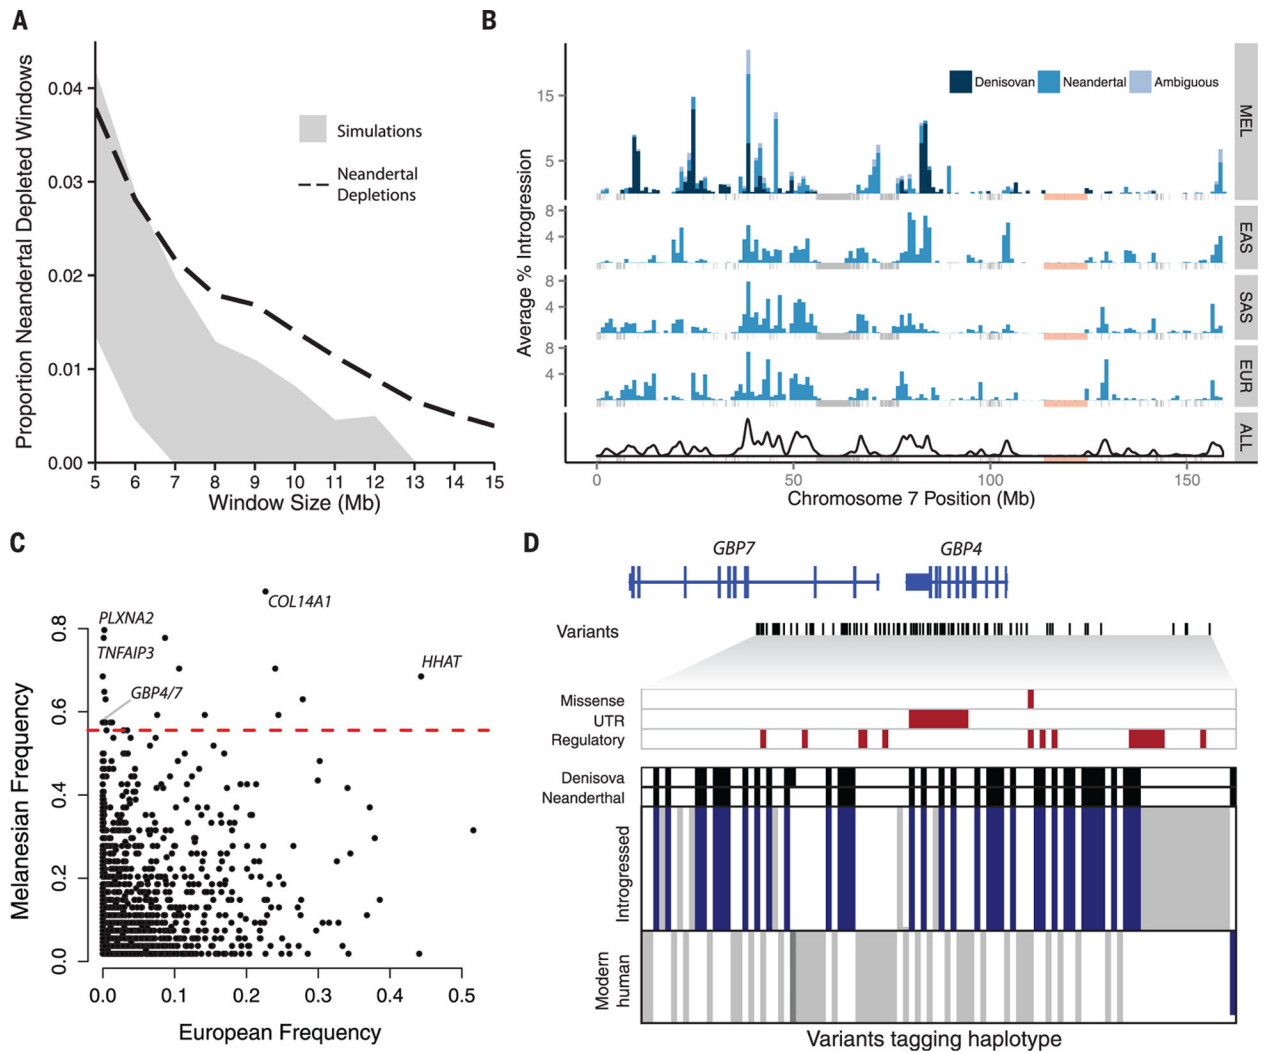 A
Proportion Neandertal Depleted Windows
0.04
0.03
0.02
0.01
0.00
Simulations
Neandertal
Depletions
5 6 7 8 9 10 11 12 13 14 15
Window Size (Mb)
B
Average % Introgression
15
5
8
4
8
4
8
4
Denisovan Neandertal Ambiguous
MEL
EAS
SAS
EUR
ALL
0 50 100 150
Chromosome 7 Position (Mb)
C
Melanesian Frequency
0.8
0.6
0.4
0.2
0.0
COL14A1
PLXNA2
TNFAIP3
HHAT
GBP4/7
0.0 0.1 0.2 0.3 0.4 0.5
European Frequency
D
GBP7 GBP4
Variants
Missense
UTR
Regulatory
Denisova
Neanderthal
Introgressed
Modern
human
Variants tagging haplotype